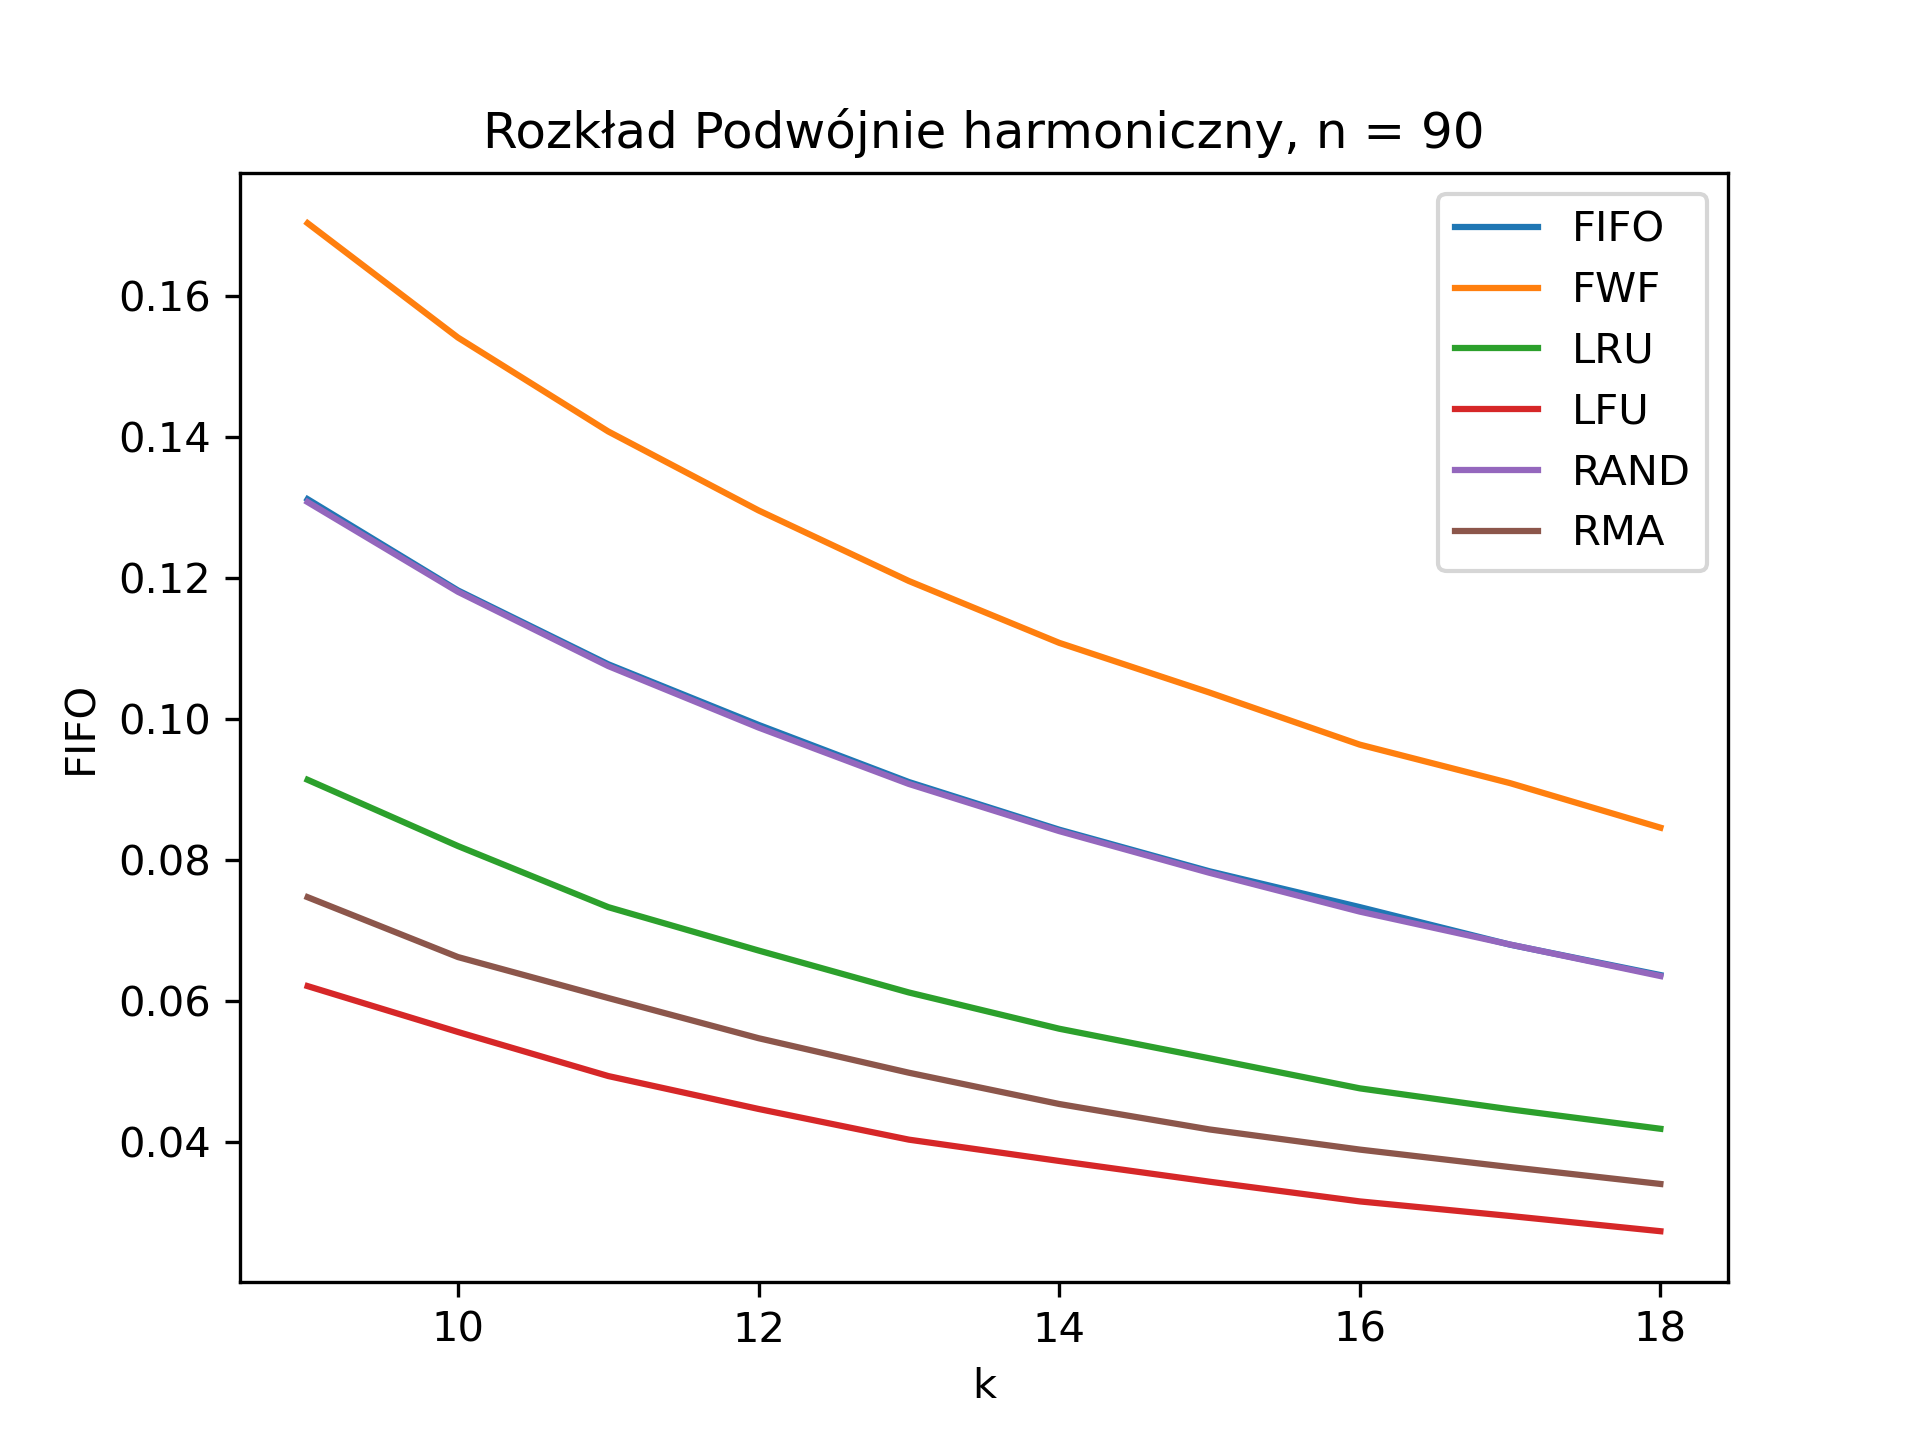 Rozkład Podwójnie harmoniczny, n = 90
FIFO
FWF
LRU
LFU
RAND
RMA
0.16
0.14
0.12
0.10
0.08
0.06
0.04
FIFO
10 12 14 16 18
k